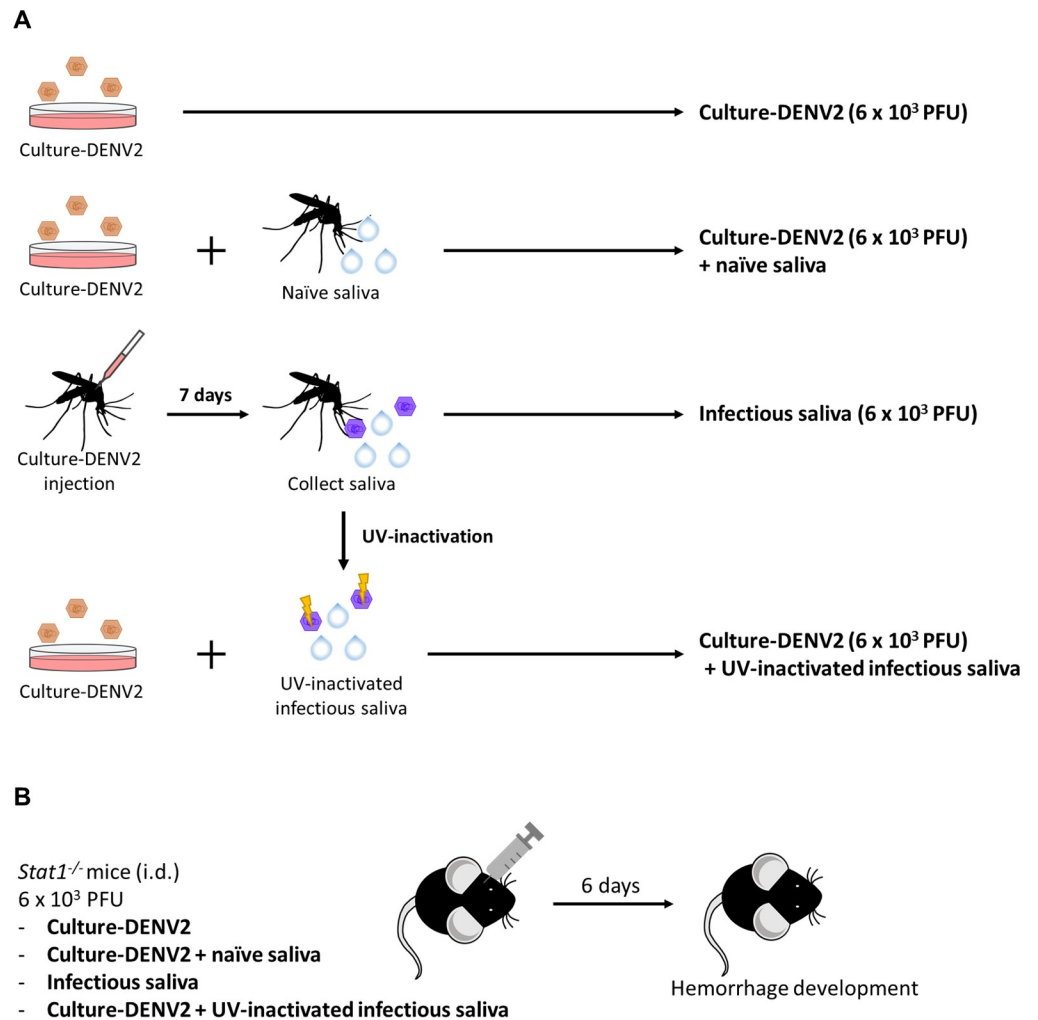 A
Culture-DENV2
Culture-DENV2 (6 x 10³ PFU)
Culture-DENV2
+
Naïve saliva
Culture-DENV2 (6 x 10³ PFU)
+ naïve saliva
Culture-DENV2
injection
7 days
Collect saliva
Infectious saliva (6 x 10³ PFU)
UV-inactivation
Culture-DENV2
+
UV-inactivated
infectious saliva
Culture-DENV2 (6 x 10³ PFU)
+ UV-inactivated infectious saliva
B
Stat1⁻/⁻ mice (i.d.)
6 x 10³ PFU
- Culture-DENV2
- Culture-DENV2 + naïve saliva
- Infectious saliva
- Culture-DENV2 + UV-inactivated infectious saliva
6 days
Hemorrhage development